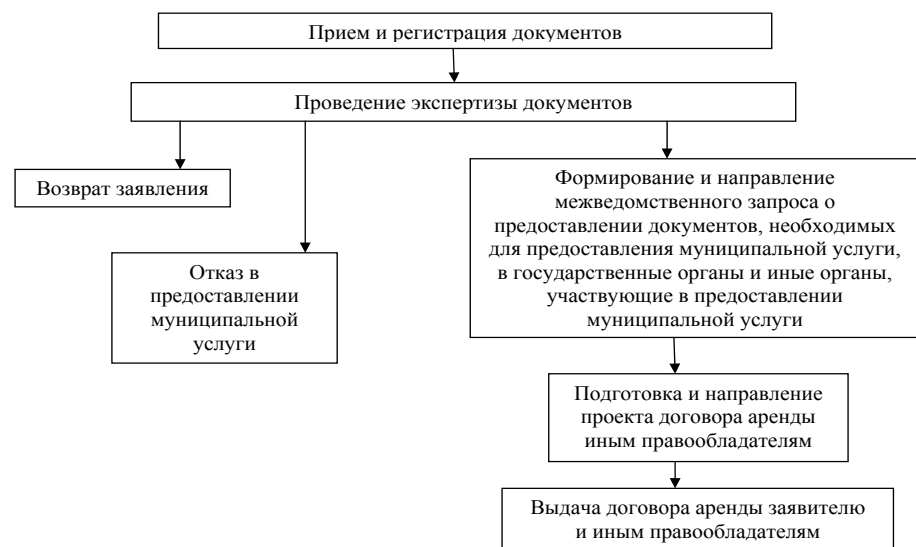 Прием и регистрация документов
Проведение экспертизы документов
Возврат заявления
Отказ в
предоставлении
муниципальной
услуги
Формирование и направление
межведомственного запроса о
предоставлении документов, необходимых
для предоставления муниципальной услуги,
в государственные органы и иные органы,
участвующие в предоставлении
муниципальной услуги
Подготовка и направление
проекта договора аренды
иным правообладателям
Выдача договора аренды заявителю
и иным правообладателям